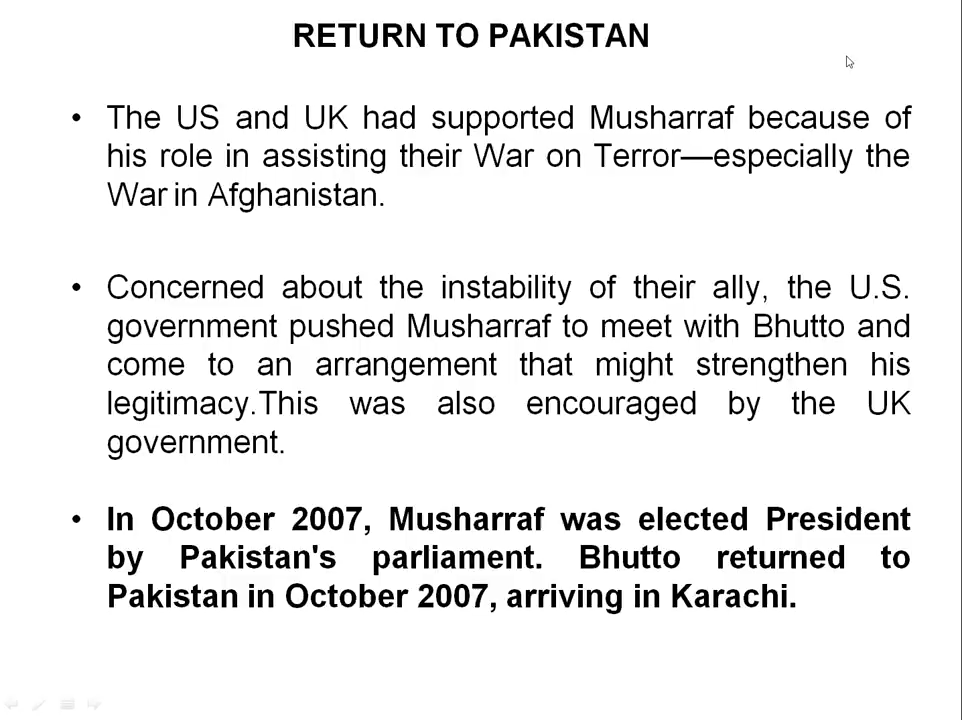 RETURN TO PAKISTAN
• The US and UK had supported Musharraf because of
his role in assisting their War on Terror—especially the
War in Afghanistan.
• Concerned about the instability of their ally, the U.S.
government pushed Musharraf to meet with Bhutto and
come to an arrangement that might strengthen his
legitimacy.This was also encouraged by the UK
government.
• In October 2007, Musharraf was elected President
by Pakistan's parliament. Bhutto returned to
Pakistan in October 2007, arriving in Karachi.